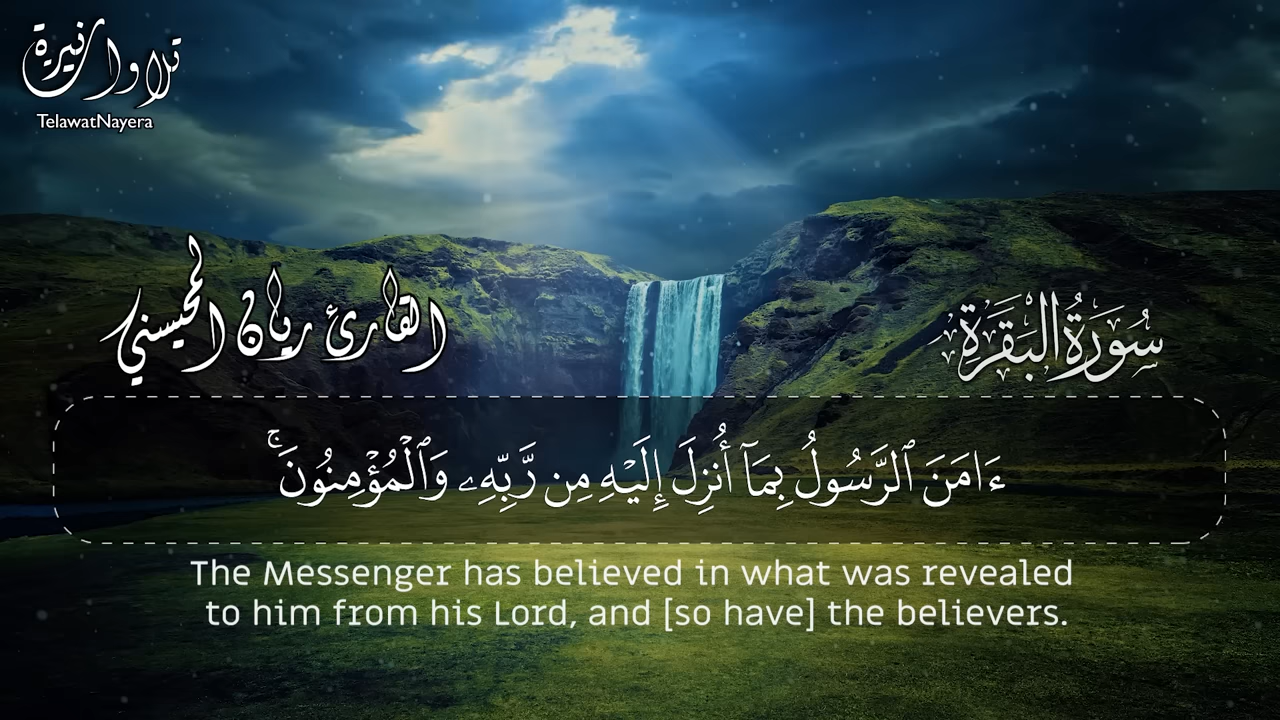 تلاوات نيرة
TelawatNayera
القارئ ريان المحيسني
سُورَةُ البَقَرَة
ءَامَنَ ٱلرَّسُولُ بِمَآ أُنزِلَ إِلَيْهِ مِن رَّبِّهِۦ وَٱلْمُؤْمِنُونَ ۚ
The Messenger has believed in what was revealed
to him from his Lord, and [so have] the believers.